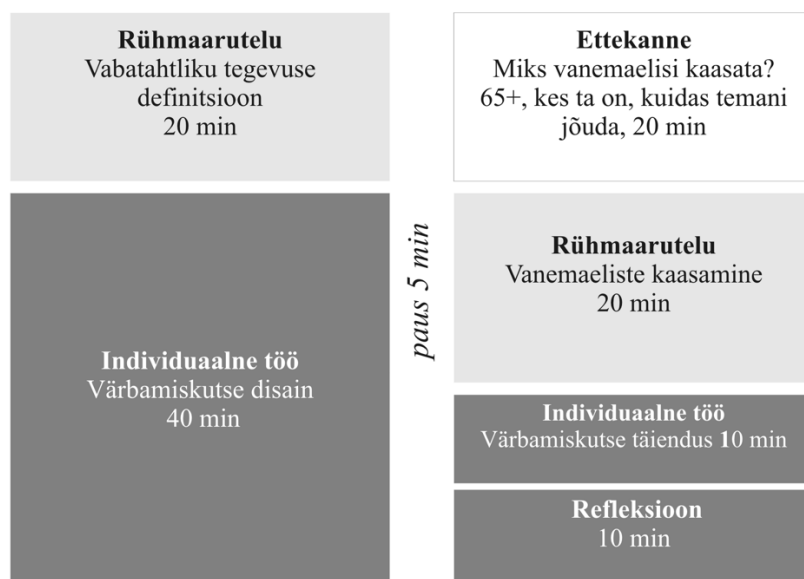 Rühmaarutelu
Vabatahtliku tegevuse
definitsioon
20 min
Individuaalne töö
Värbamiskutse disain
40 min
paus 5 min
Ettekanne
Miks vanemaelisi kaasata?
65+, kes ta on, kuidas temani
jõuda, 20 min
Rühmaarutelu
Vanemaeliste kaasamine
20 min
Individuaalne töö
Värbamiskutse täiendus 10 min
Refleksioon
10 min